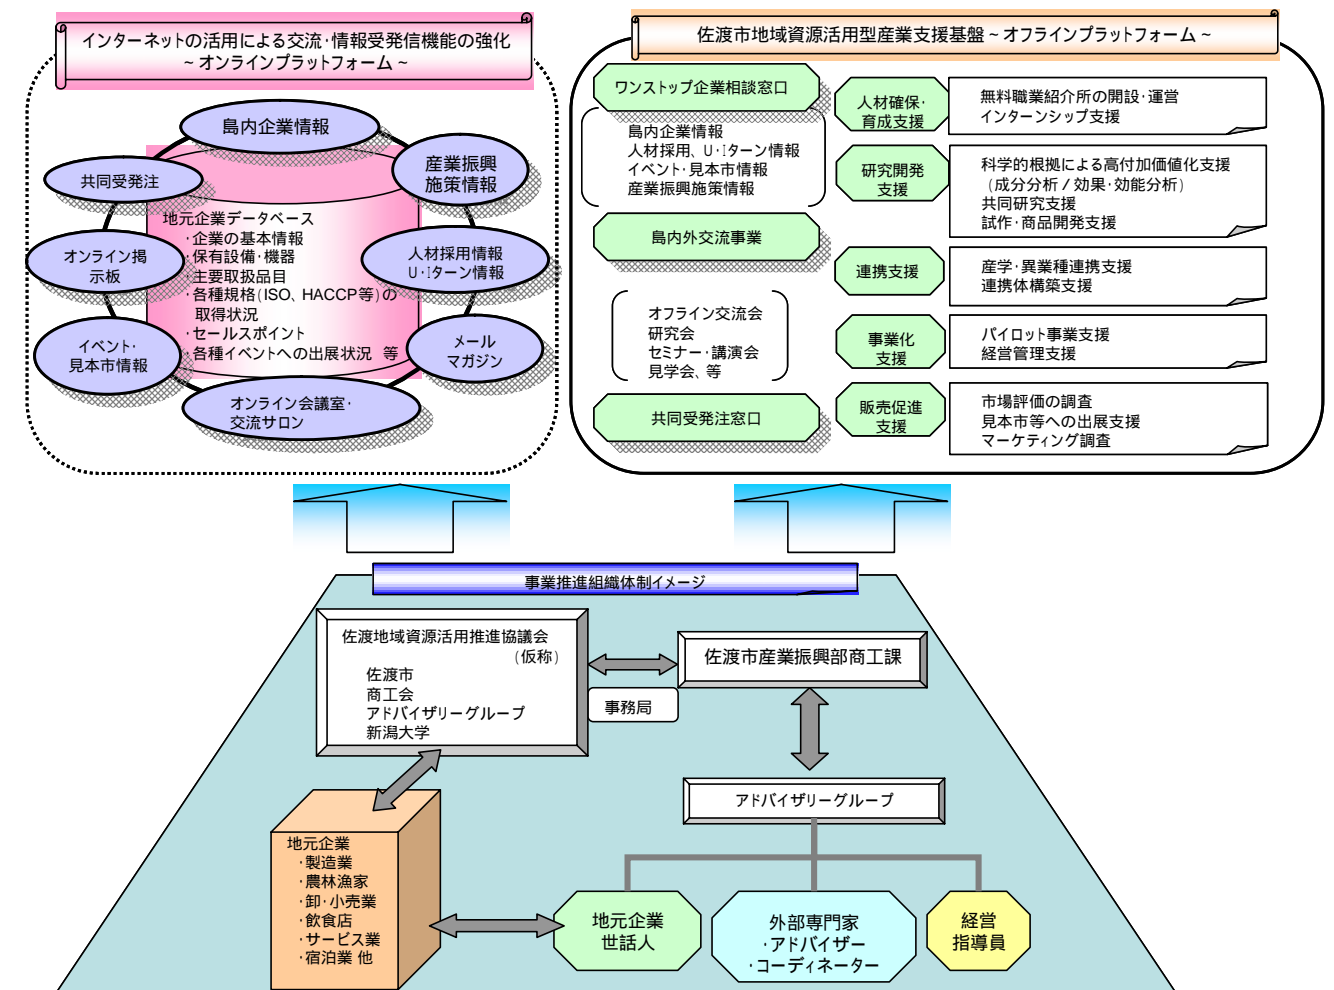 インターネットの活用による交流・情報受発信機能の強化
~オンラインプラットフォーム~
島内企業情報
産業振興
施策情報
共同受発注
地元企業データベース
・企業の基本情報
・保有設備・機器
・主要取扱品目
・各種規格(ISO、HACCP等)の
取得状況
・セールスポイント
・各種イベントへの出展状況 等
オンライン掲
示板
人材採用情報
U・Iターン情報
イベント・
見本市情報
メール
マガジン
オンライン会議室・
交流サロン
佐渡市地域資源活用型産業支援基盤~オフラインプラットフォーム~
ワンストップ企業相談窓口
島内企業情報
人材採用、U・Iターン情報
イベント・見本市情報
産業振興施策情報
島内外交流事業
オフライン交流会
研究会
セミナー・講演会
見学会、等
共同受発注窓口
人材確保・
育成支援
無料職業紹介所の開設・運営
インターンシップ支援
研究開発
支援
科学的根拠による高付加価値化支援
(成分分析/効果・効能分析)
共同研究支援
試作・商品開発支援
連携支援
産学・異業種連携支援
連携体構築支援
事業化
支援
パイロット事業支援
経営管理支援
販売促進
支援
市場評価の調査
見本市等への出展支援
マーケティング調査
事業推進組織体制イメージ
佐渡地域資源活用推進協議会
(仮称)
佐渡市
商工会
アドバイザリーグループ
新潟大学
事務局
佐渡市産業振興部商工課
アドバイザリーグループ
地元企業
・製造業
・農林漁家
・卸・小売業
・飲食店
・サービス業
・宿泊業 他
地元企業
世話人
外部専門家
・アドバイザー
・コーディネーター
経営
指導員